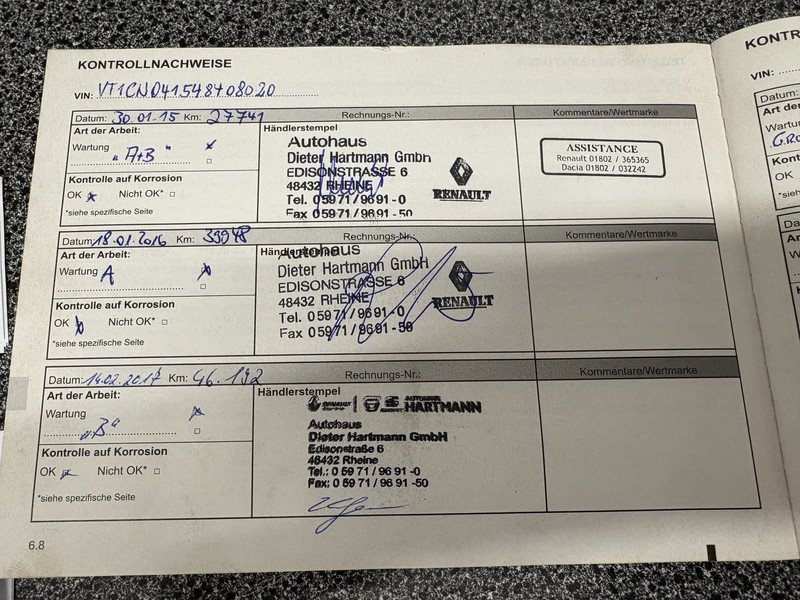 KONTROLLNACHWEISE
VIN:
Datum: 30.01.15 Km: 27741 Rechnungs-Nr.: Kommentare/Wertmarke
Art der Arbeit:
Wartung
"A+B"
Kontrolle auf Korrosion
OK Nicht OK*
*siehe spezifische Seite
Händlerstempel
Autohaus
Dieter Hartmann Gmbh
EDISONSTRASSE 6
48432 RHEINE
Tel. 05971/9691-0
Fax 05971/9691-50
RENAULT
ASSISTANCE
Renault 01802 / 365365
Dacia 01802 / 032242
Datum: 18.01.2016 Km: Rechnungs-Nr.: Kommentare/Wertmarke
Art der Arbeit:
Wartung A
Kontrolle auf Korrosion
OK Nicht OK*
*siehe spezifische Seite
Händlerstempel
Autohaus
Dieter Hartmann GmbH
EDISONSTRASSE 6
48432 RHEINE
Tel. 05971/9691-0
Fax 05971/9691-50
RENAULT
Datum: 14.02.2017 Km: 46.192 Rechnungs-Nr.: Kommentare/Wertmarke
Art der Arbeit:
Wartung
"B"
Kontrolle auf Korrosion
OK Nicht OK*
*siehe spezifische Seite
Händlerstempel
HARTMANN
Autohaus
Dieter Hartmann GmbH
Edisonstraße 6
48432 Rheine
Tel.: 0 59 71 / 96 91 -0
Fax: 0 59 71 / 96 91 -50
6.8
VIN:
Datum: